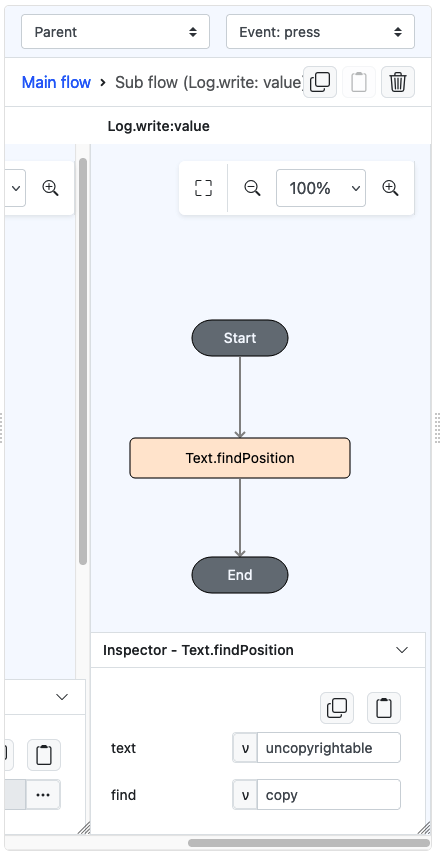 Parent
Event: press
Main flow › Sub flow (Log.write: value)
Log.write:value
100%
Start
Text.findPosition
End
Inspector - Text.findPosition
text
ν
uncopyrightable
find
ν
copy
...